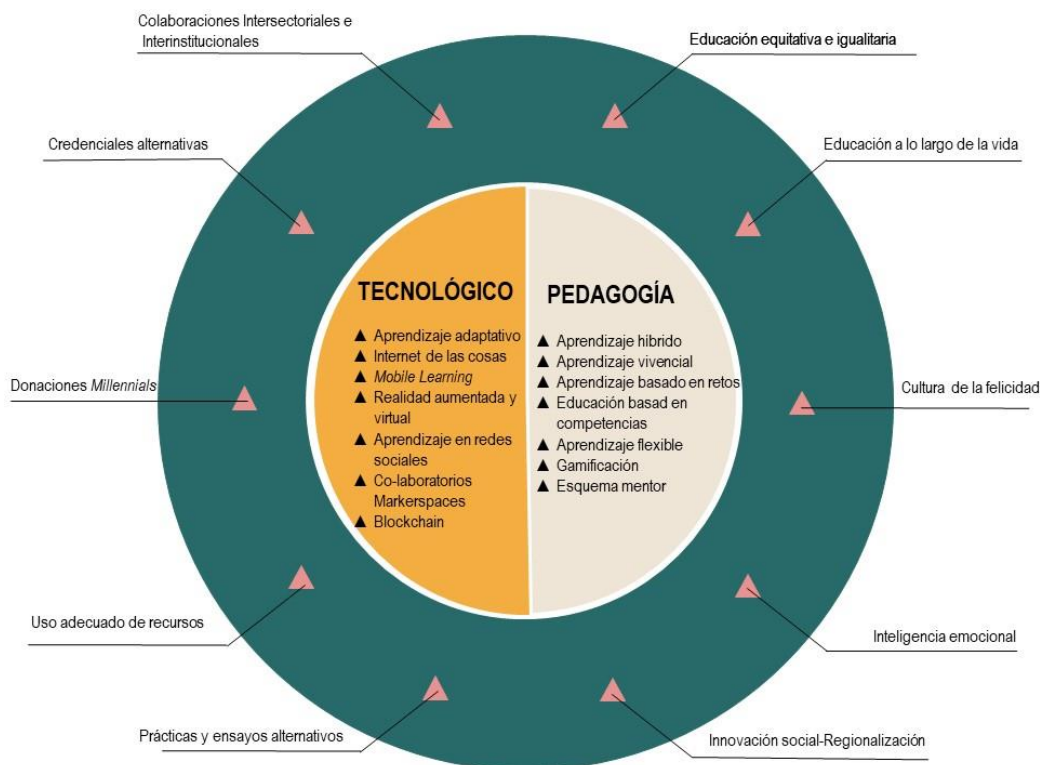 Colaboraciones Intersectoriales e
Interinstitucionales
Educación equitativa e igualitaria
Credenciales alternativas
Educación a lo largo de la vida
TECNOLÓGICO
▲ Aprendizaje adaptativo
▲ Internet de las cosas
▲ Mobile Learning
▲ Realidad aumentada y
virtual
▲ Aprendizaje en redes
sociales
▲ Co-laboratorios
Markerspaces
▲ Blockchain
PEDAGOGÍA
▲ Aprendizaje híbrido
▲ Aprendizaje vivencial
▲ Aprendizaje basado en retos
▲ Educación basad en
competencias
▲ Aprendizaje flexible
▲ Gamificación
▲ Esquema mentor
Donaciones Millennials
Cultura de la felicidad
Uso adecuado de recursos
Inteligencia emocional
Prácticas y ensayos alternativos
Innovación social-Regionalización